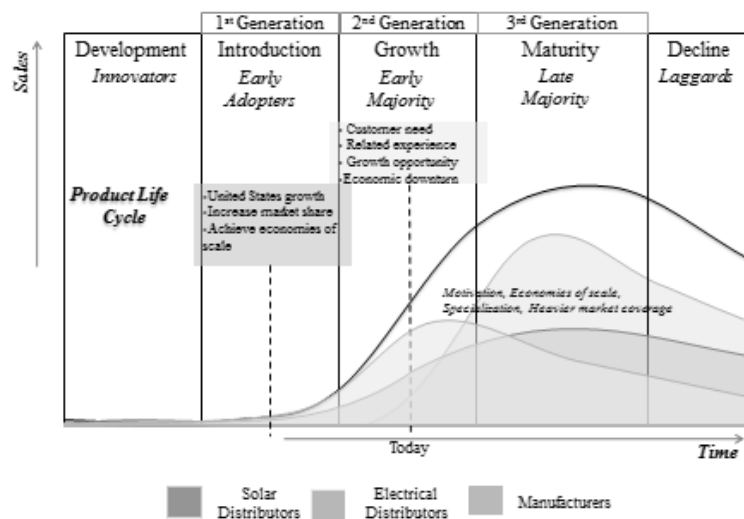 1st Generation
2nd Generation
3rd Generation
Development
Innovators
Introduction
Early
Adopters
Growth
Early
Majority
Maturity
Late
Majority
Decline
Laggards
Sales
Product Life
Cycle
• Customer need
• Related experience
• Growth opportunity
•Economic downturn
•United States growth
•Increase market share
•Achieve economies of
scale
Motivation, Economies of scale,
Specialization, Heavier market coverage
Today
Time
Solar
Distributors
Electrical
Distributors
Manufacturers